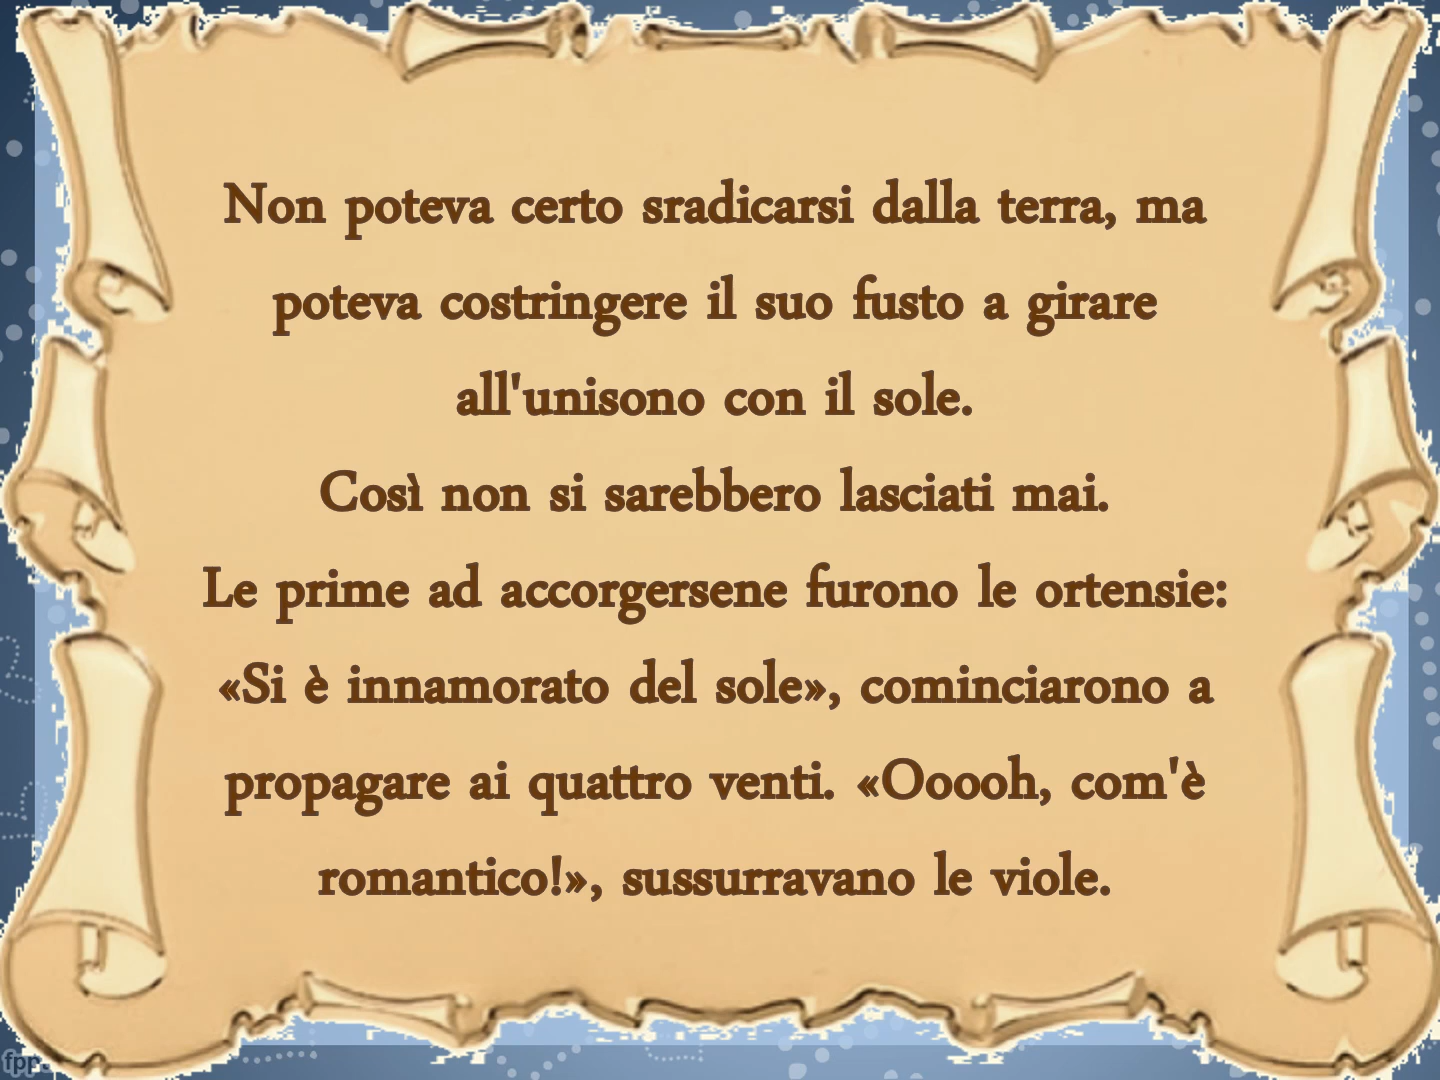 Non poteva certo sradicarsi dalla terra, ma
poteva costringere il suo fusto a girare
all'unisono con il sole.
Così non si sarebbero lasciati mai.
Le prime ad accorgersene furono le ortensie:
«Si è innamorato del sole», cominciarono a
propagare ai quattro venti. «Ooooh, com'è
romantico!», sussurravano le viole.